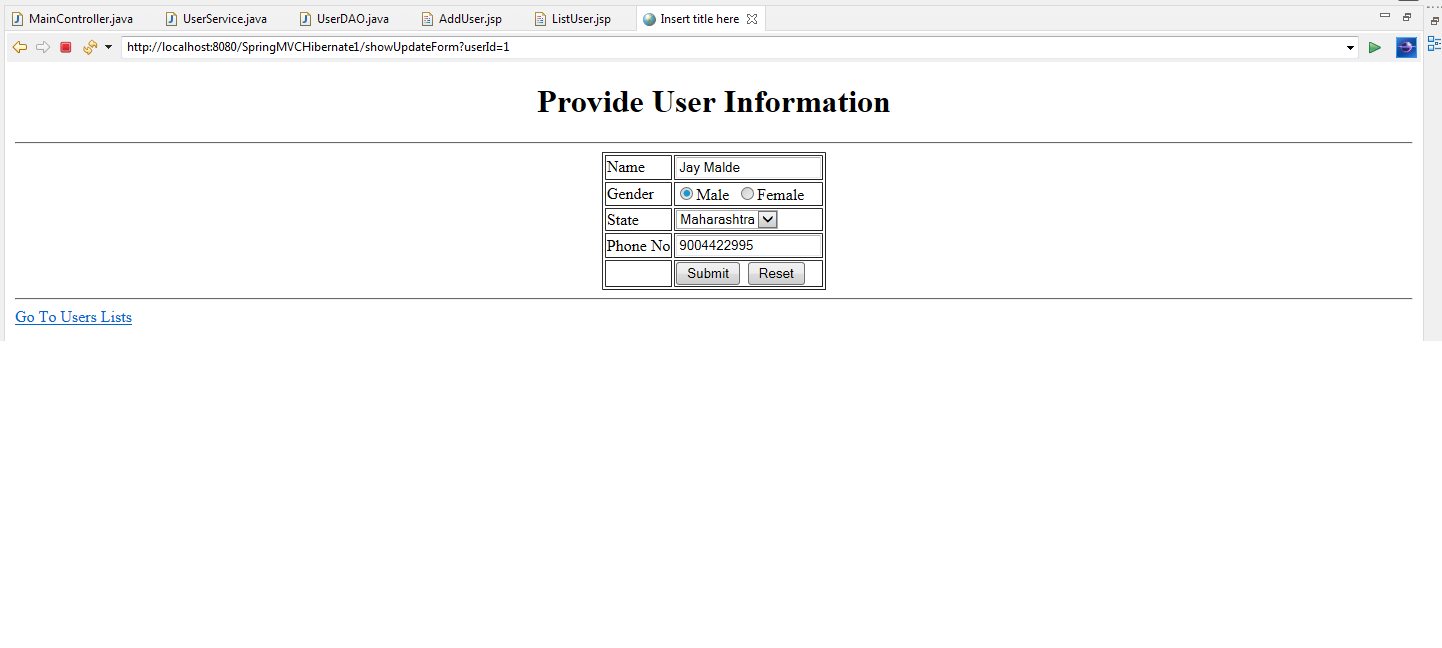 MainController.java UserService.java UserDAO.java AddUser.jsp ListUser.jsp Insert title here
http://localhost:8080/SpringMVCHibernate1/showUpdateForm?userId=1
Provide User Information
Name Jay Malde
Gender Male Female
State Maharashtra
Phone No 9004422995
Submit Reset
Go To Users Lists